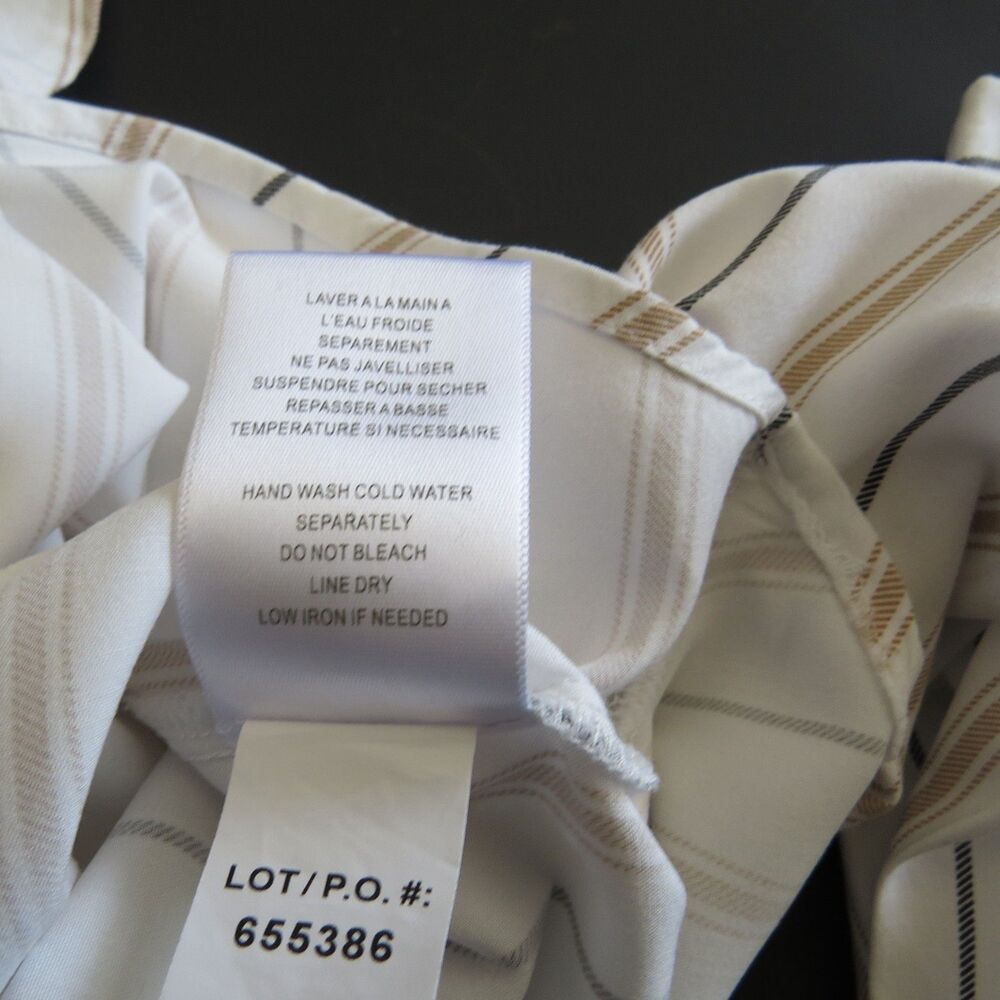 LAVER A LA MAIN A
L'EAU FROIDE
SEPAREMENT
NE PAS JAVELLISER
SUSPENDRE POUR SECHER
REPASSER A BASSE
TEMPERATURE SI NECESSAIRE
HAND WASH COLD WATER
SEPARATELY
DO NOT BLEACH
LINE DRY
LOW IRON IF NEEDED
LOT/P.O. #:
655386